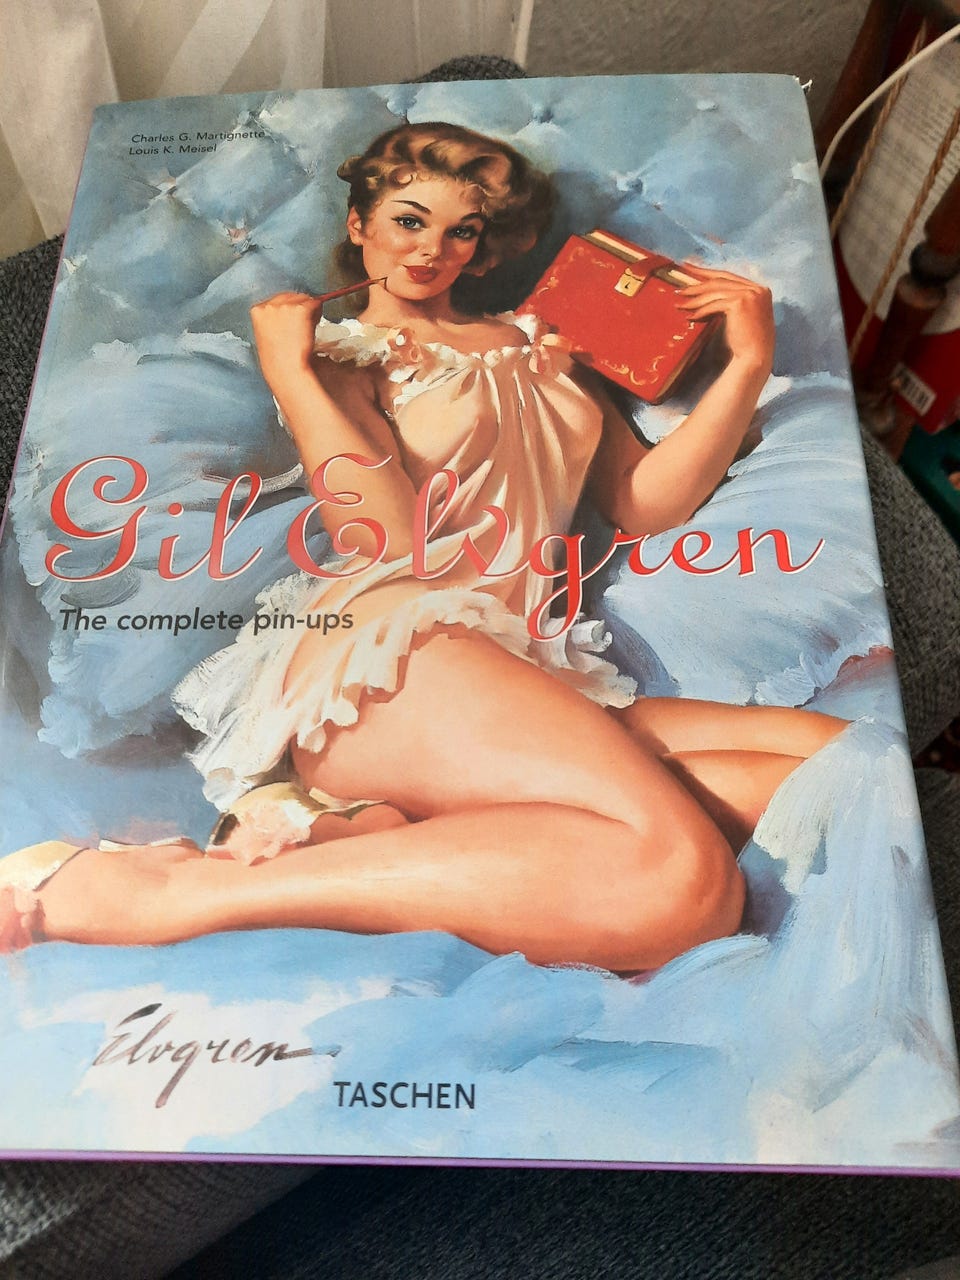 Charles G. Martignette
Louis K. Meisel
Gil Elvgren
The complete pin-ups
Elvgren
TASCHEN